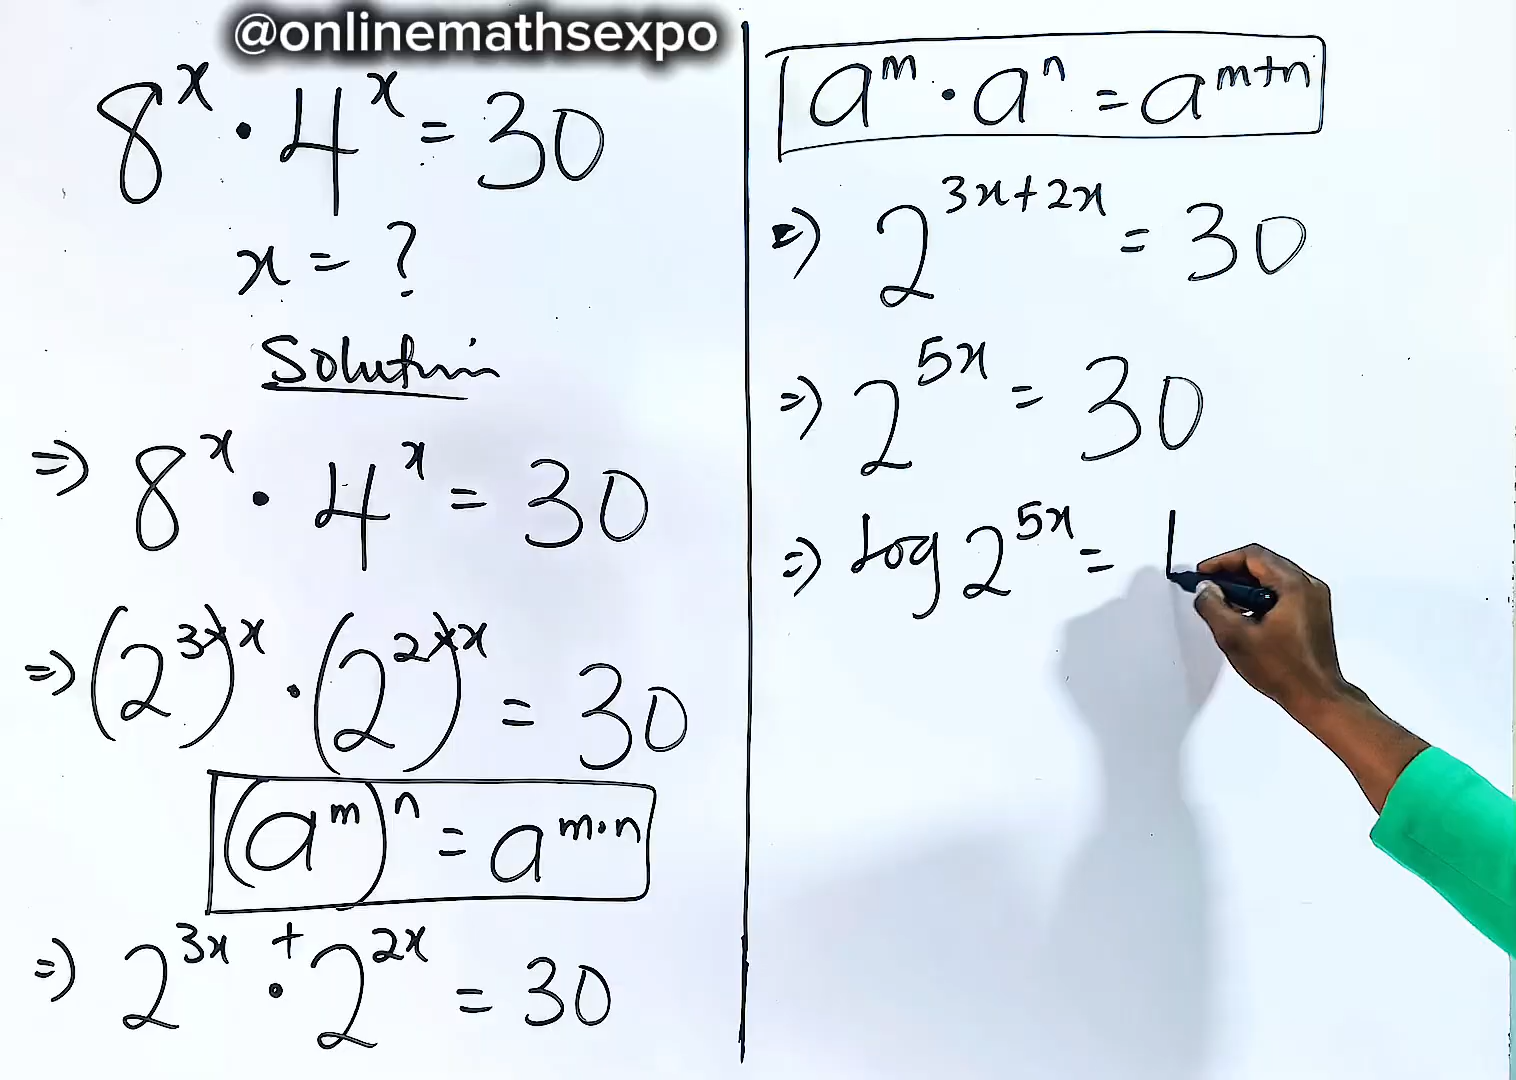 @onlinemathsexpo
8^x · 4^x = 30
x = ?
Solution
⇒ 8^x · 4^x = 30
⇒ (2^3)^x · (2^2)^x = 30
(a^m)^n = a^{m·n}
⇒ 2^{3x} + · 2^{2x} = 30
a^m · a^n = a^{m+n}
⇒ 2^{3x+2x} = 30
⇒ 2^{5x} = 30
⇒ log 2^{5x} = l